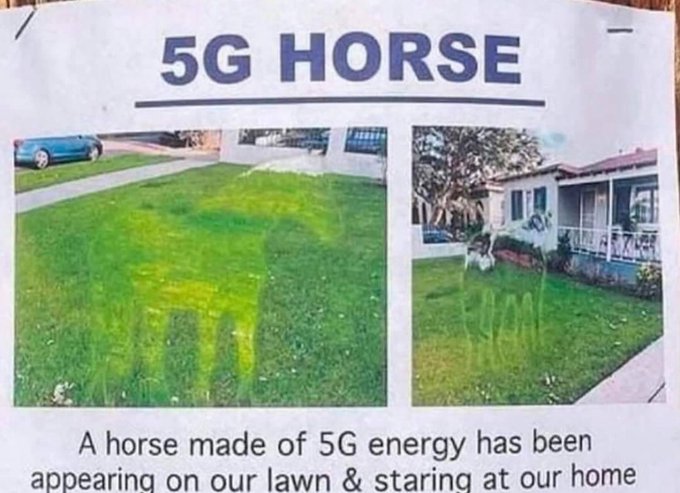 5G HORSE
A horse made of 5G energy has been
appearing on our lawn & staring at our home